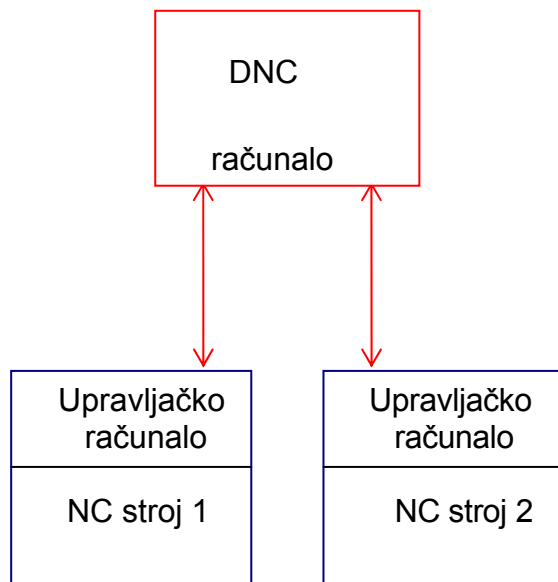 DNC
računalo
Upravljačko
računalo
NC stroj 1
Upravljačko
računalo
NC stroj 2